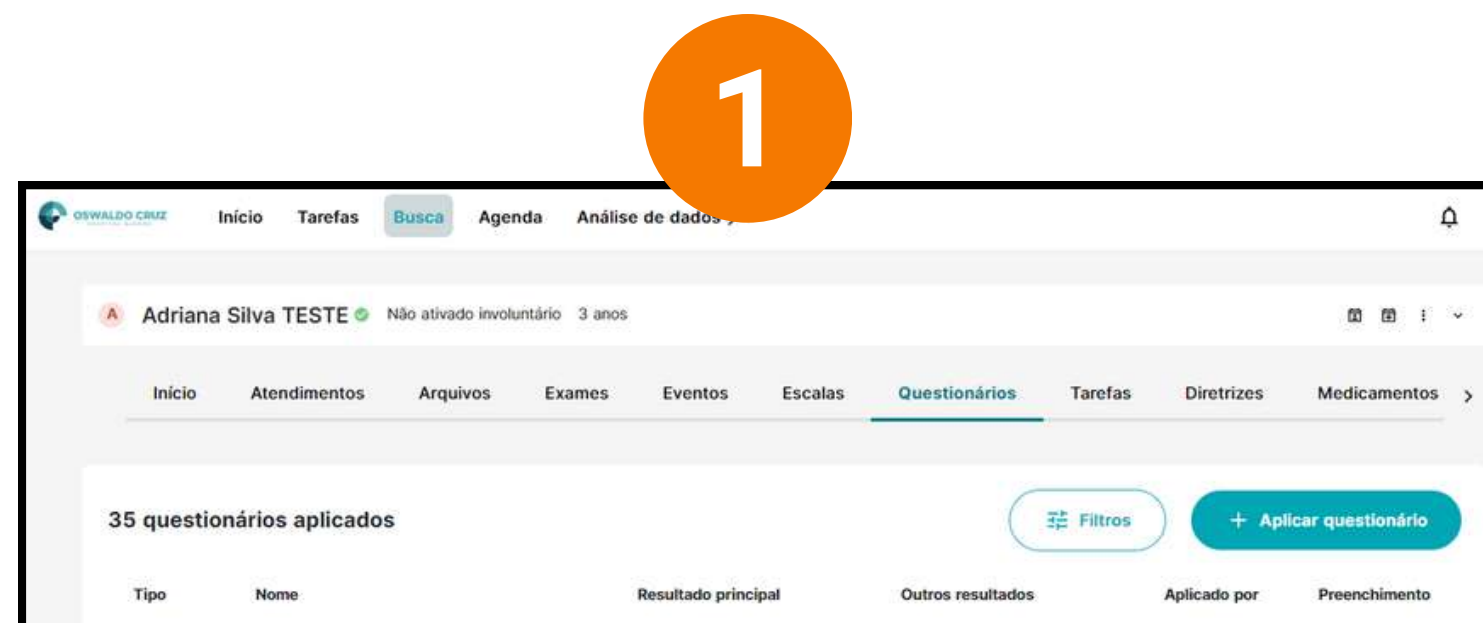 1
OSWALDO CRUZ Início Tarefas Busca Agenda Análise de dados
A Adriana Silva TESTE Não ativado involuntário 3 anos
Início Atendimentos Arquivos Exames Eventos Escalas Questionários Tarefas Diretrizes Medicamentos
35 questionários aplicados Filtros + Aplicar questionário
Tipo Nome Resultado principal Outros resultados Aplicado por Preenchimento